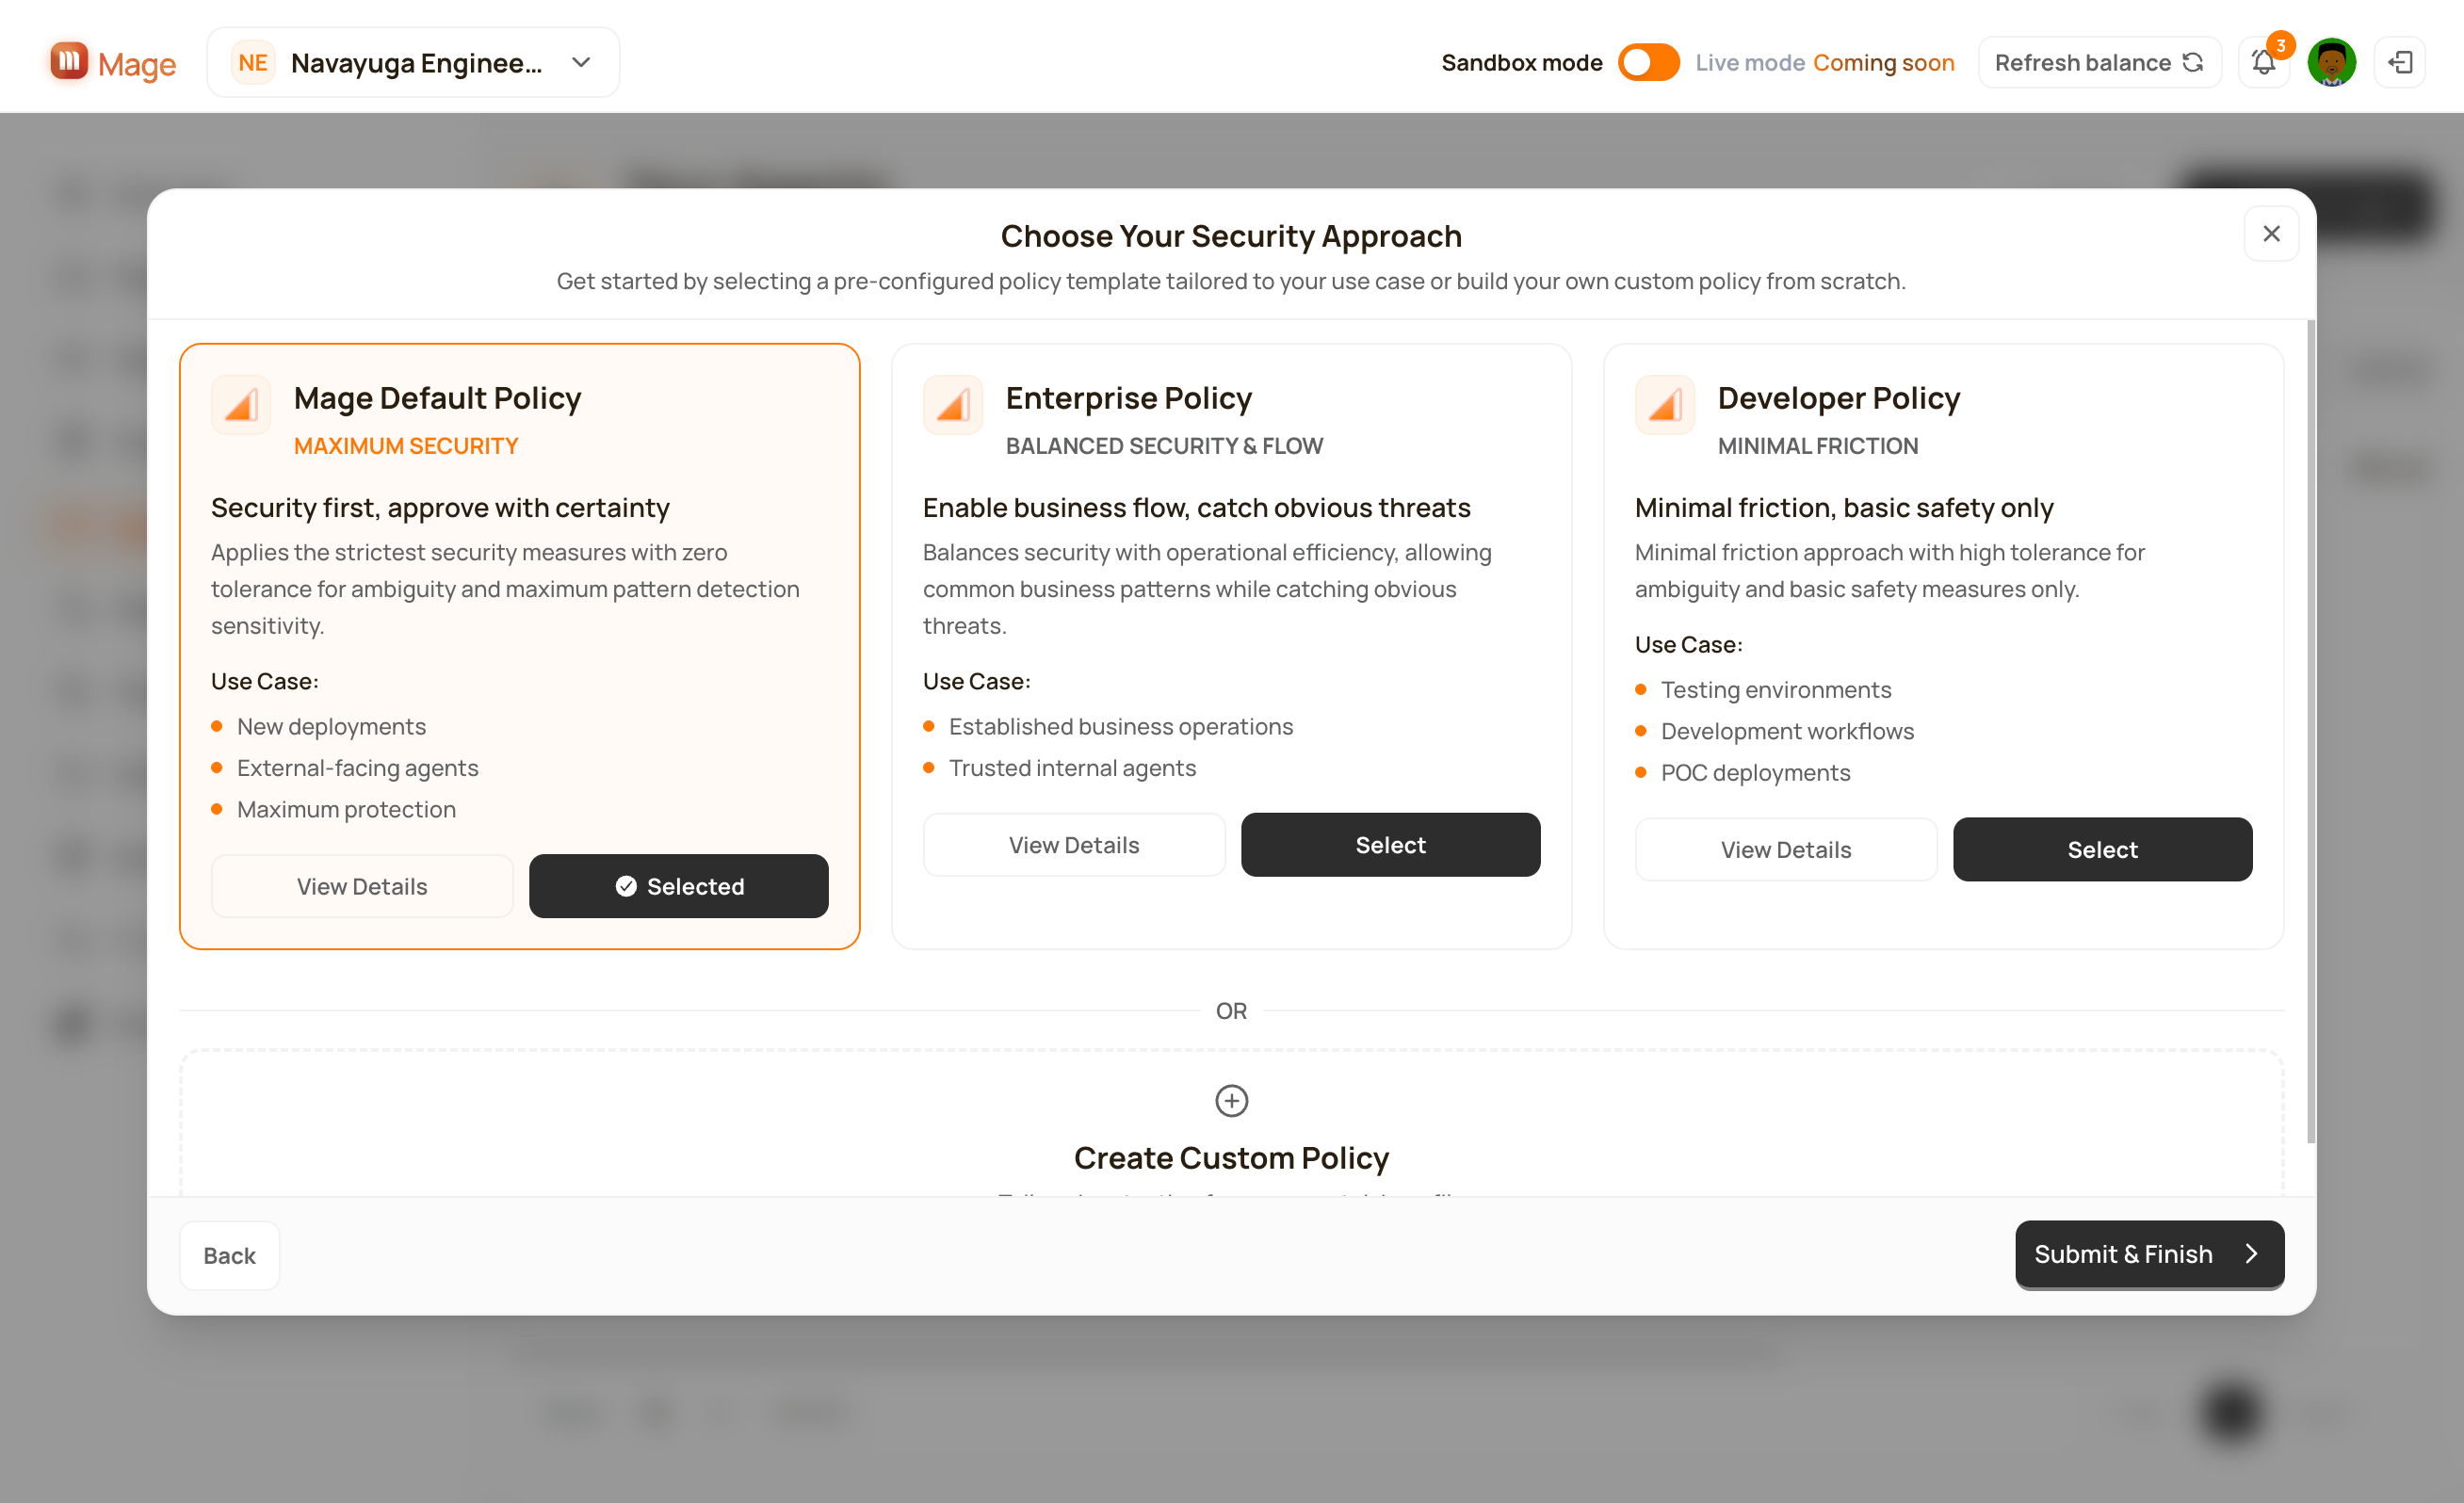 Mage
NE
Navayuga Enginee...
Sandbox mode
Live mode Coming soon
Refresh balance
3
Choose Your Security Approach
Get started by selecting a pre-configured policy template tailored to your use case or build your own custom policy from scratch.
Mage Default Policy
MAXIMUM SECURITY
Security first, approve with certainty
Applies the strictest security measures with zero
tolerance for ambiguity and maximum pattern detection
sensitivity.
Use Case:
New deployments
External-facing agents
Maximum protection
View Details
Selected
Enterprise Policy
BALANCED SECURITY & FLOW
Enable business flow, catch obvious threats
Balances security with operational efficiency, allowing
common business patterns while catching obvious
threats.
Use Case:
Established business operations
Trusted internal agents
View Details
Select
Developer Policy
MINIMAL FRICTION
Minimal friction, basic safety only
Minimal friction approach with high tolerance for
ambiguity and basic safety measures only.
Use Case:
Testing environments
Development workflows
POC deployments
View Details
Select
OR
Create Custom Policy
Back
Submit & Finish